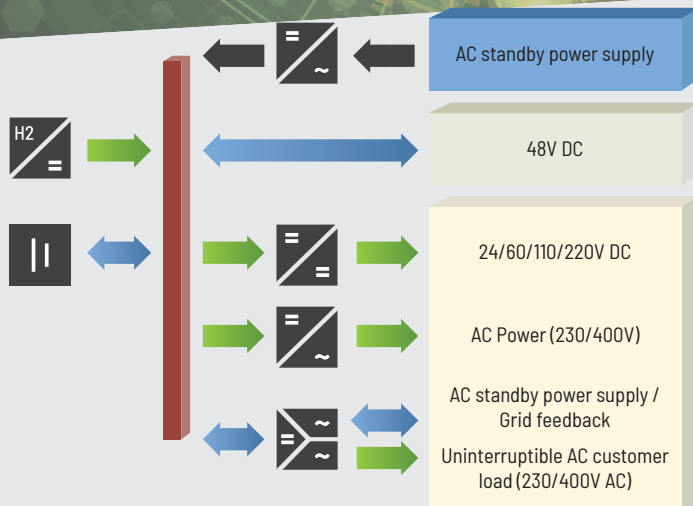 AC standby power supply
H2
48V DC
24/60/110/220V DC
AC Power (230/400V)
AC standby power supply /
Grid feedback
Uninterruptible AC customer
load (230/400V AC)